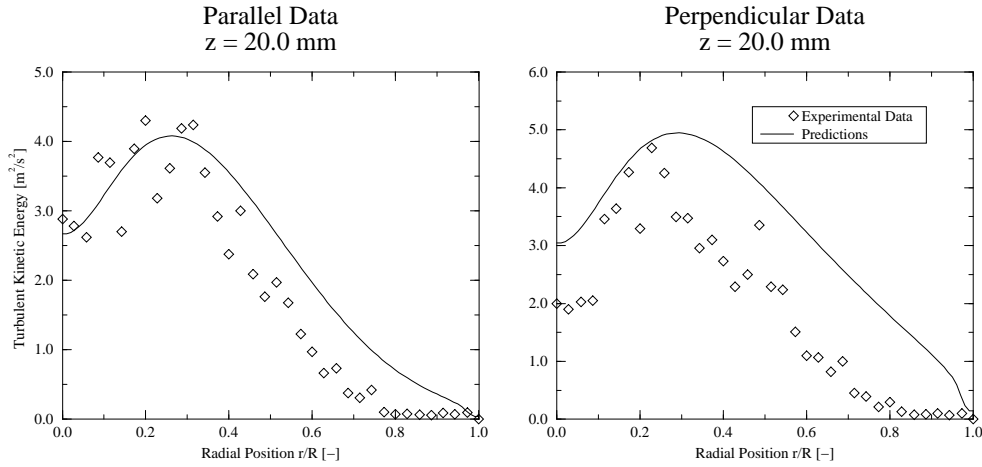 Parallel Data
z = 20.0 mm
Perpendicular Data
z = 20.0 mm
Turbulent Kinetic Energy [m²/s²]
5.0
4.0
3.0
2.0
1.0
0.0
0.0 0.2 0.4 0.6 0.8 1.0
Radial Position r/R [–]
6.0
5.0
4.0
3.0
2.0
1.0
0.0
0.0 0.2 0.4 0.6 0.8 1.0
Radial Position r/R [–]
Experimental Data
Predictions